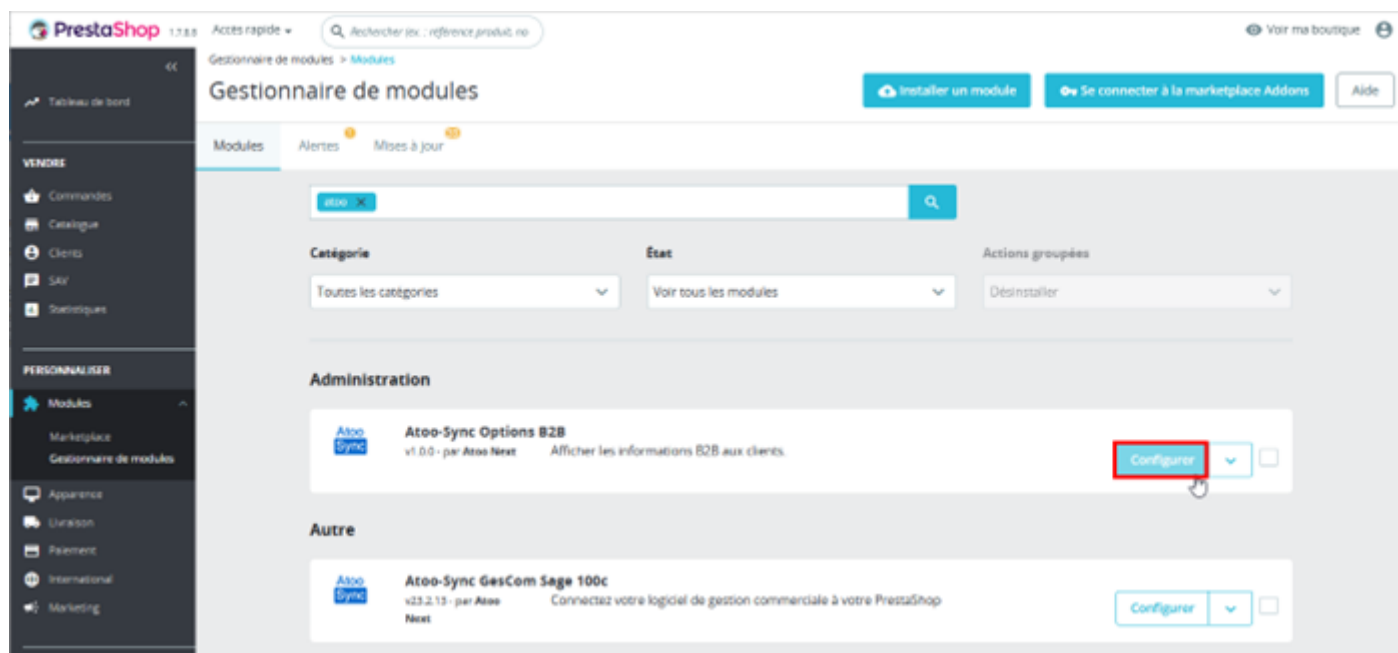 PrestaShop 1.7.8.8 Accès rapide Rechercher (ex. : référence produit, no Voir ma boutique
Gestionnaire de modules > Modules
Gestionnaire de modules
Installer un module
Se connecter à la marketplace Addons
Aide
Modules Alertes Mises à jour
Tableau de bord
VENDRE
Commandes
Catalogue
Clients
SAV
Statistiques
PERSONNALISER
Modules
Marketplace
Gestionnaire de modules
Apparence
Livraison
Paiement
International
Marketing
atoo
Catégorie État Actions groupées
Toutes les catégories Voir tous les modules Désinstaller
Administration
Atoo
Sync
Atoo-Sync Options B2B
v1.0.0 - par Atoo Next Afficher les informations B2B aux clients.
Configurer
Autre
Atoo
Sync
Atoo-Sync GesCom Sage 100c
v23.2.13 - par Atoo Connectez votre logiciel de gestion commerciale à votre PrestaShop
Next
Configurer